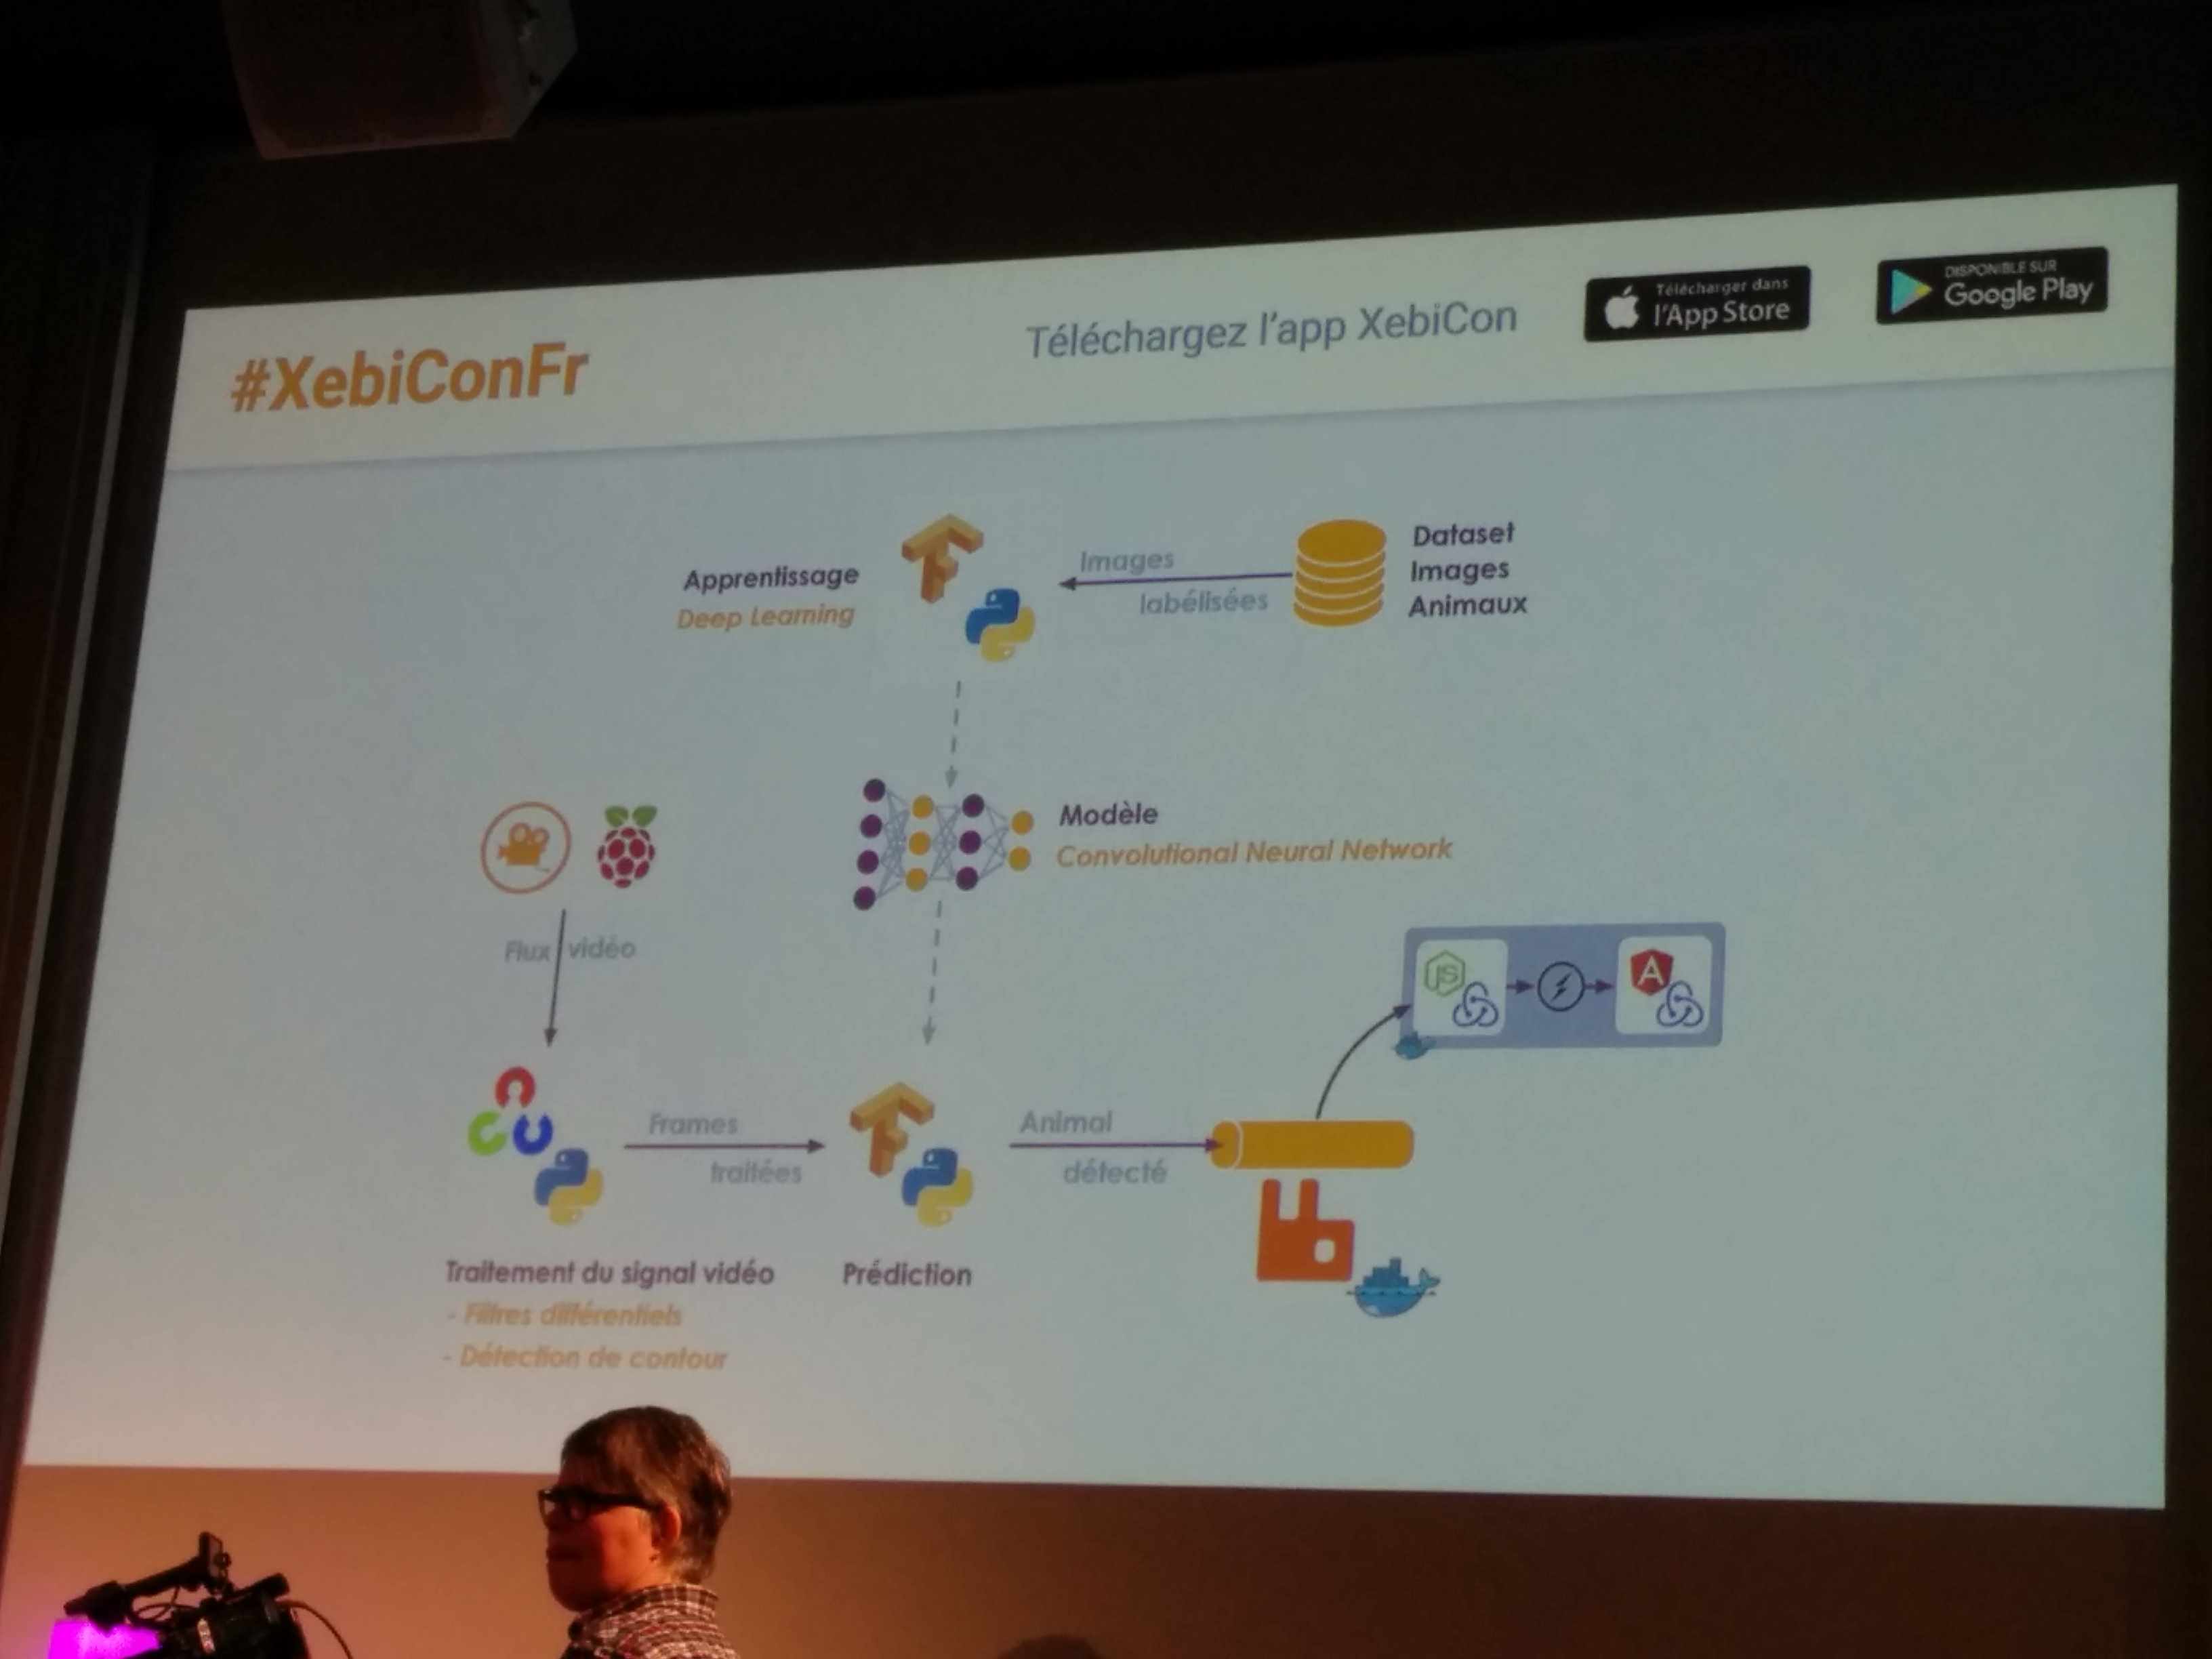 #XebiConFr
Téléchargez l'app XebiCon
Télécharger dans
l'App Store
DISPONIBLE SUR
Google Play
Apprentissage
Deep Learning
Images
labélisées
Dataset
Images
Animaux
Modèle
Convolutional Neural Network
Flux vidéo
JS
A
Frames
traitées
Animal
détecté
Traitement du signal vidéo
- Filtres différentiels
- Détection de contour
Prédiction